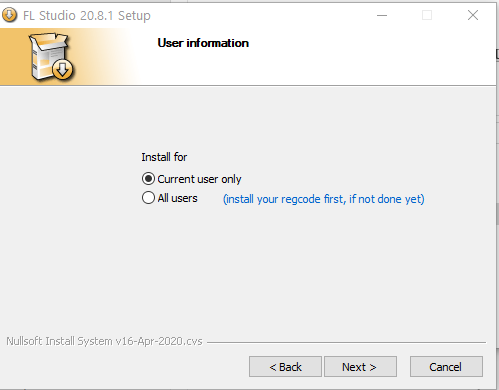 FL Studio 20.8.1 Setup
User information
Install for
Current user only
All users (install your regcode first, if not done yet)
Nullsoft Install System v16-Apr-2020.cvs
< Back Next > Cancel